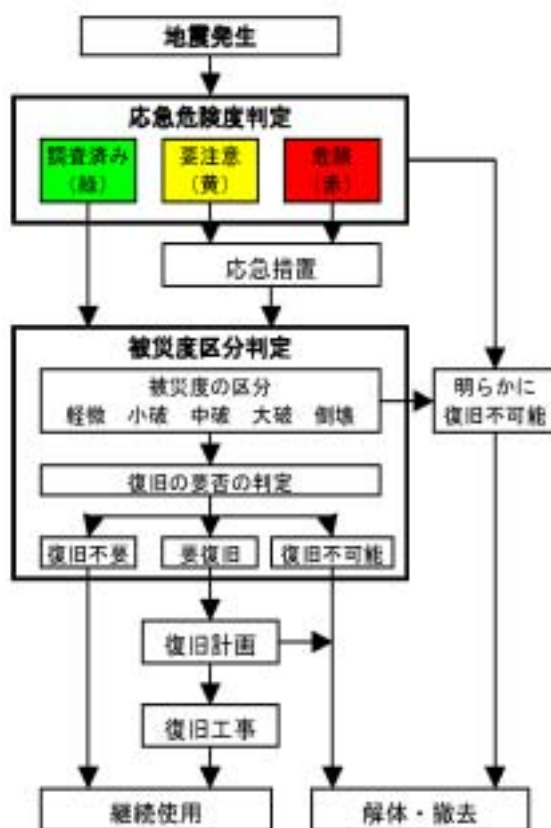 地震発生
応急危険度判定
調査済み
（緑）
要注意
（黄）
危険
（赤）
応急措置
被災度区分判定
被災度の区分
軽微 小破 中破 大破 倒壊
明らかに
復旧不可能
復旧の要否の判定
復旧不要
要復旧
復旧不可能
復旧計画
復旧工事
継続使用
解体・撤去